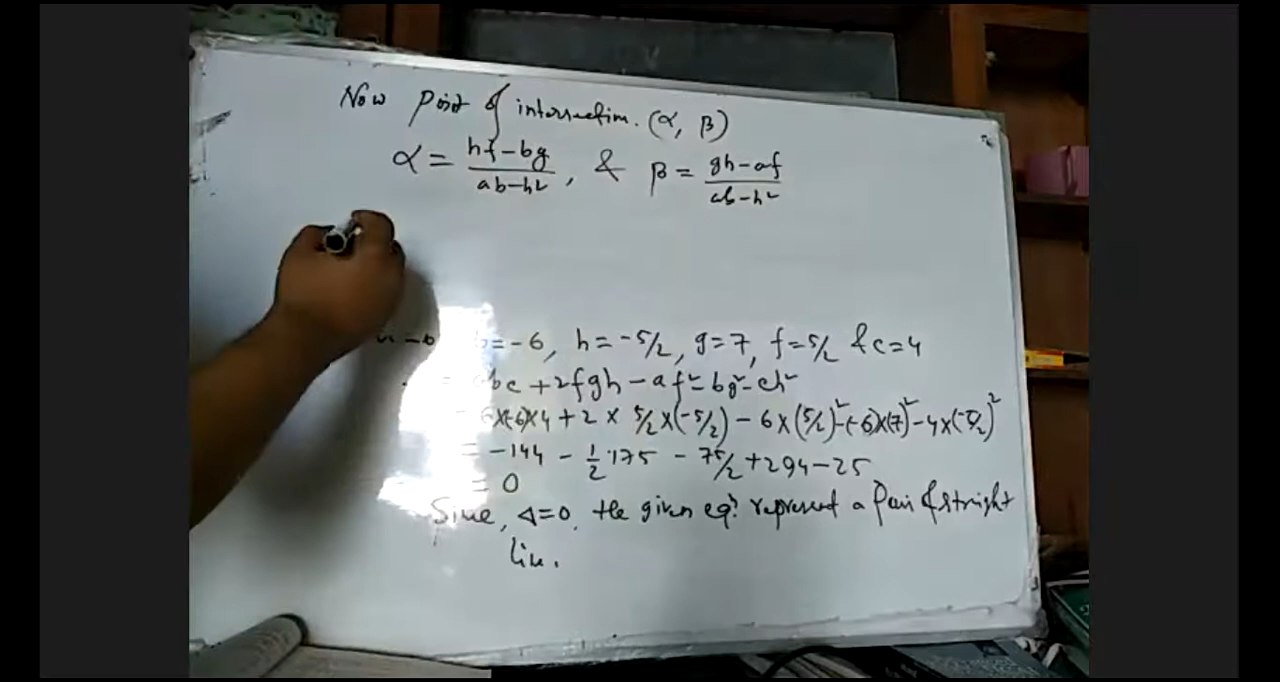 Now Point of intersection. (α, β)
α = hf-bg/ab-h², & β = gh-af/ab-h²
b=-6, h=-5/2, g=7, f=5/2 & c=4
= abc + 2fgh - af²- bg²- ch²
×(-6)×4 + 2 × 5/2×(-5/2) - 6×(5/2)²-(-6)×(7)²-4×(-5/2)²
= -144 - 1/2·175 - 75/2 +294-25
= 0
Since, Δ=0, the given eqn. represent a Pair of straight
line.